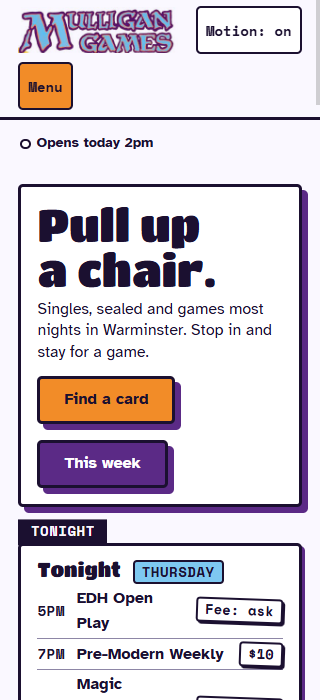 MULLIGAN
GAMES
Motion: on
Menu
Opens today 2pm
Pull up
a chair.
Singles, sealed and games most
nights in Warminster. Stop in and
stay for a game.
Find a card
This week
TONIGHT
Tonight THURSDAY
5PM EDH Open Play Fee: ask
7PM Pre-Modern Weekly $10
Magic